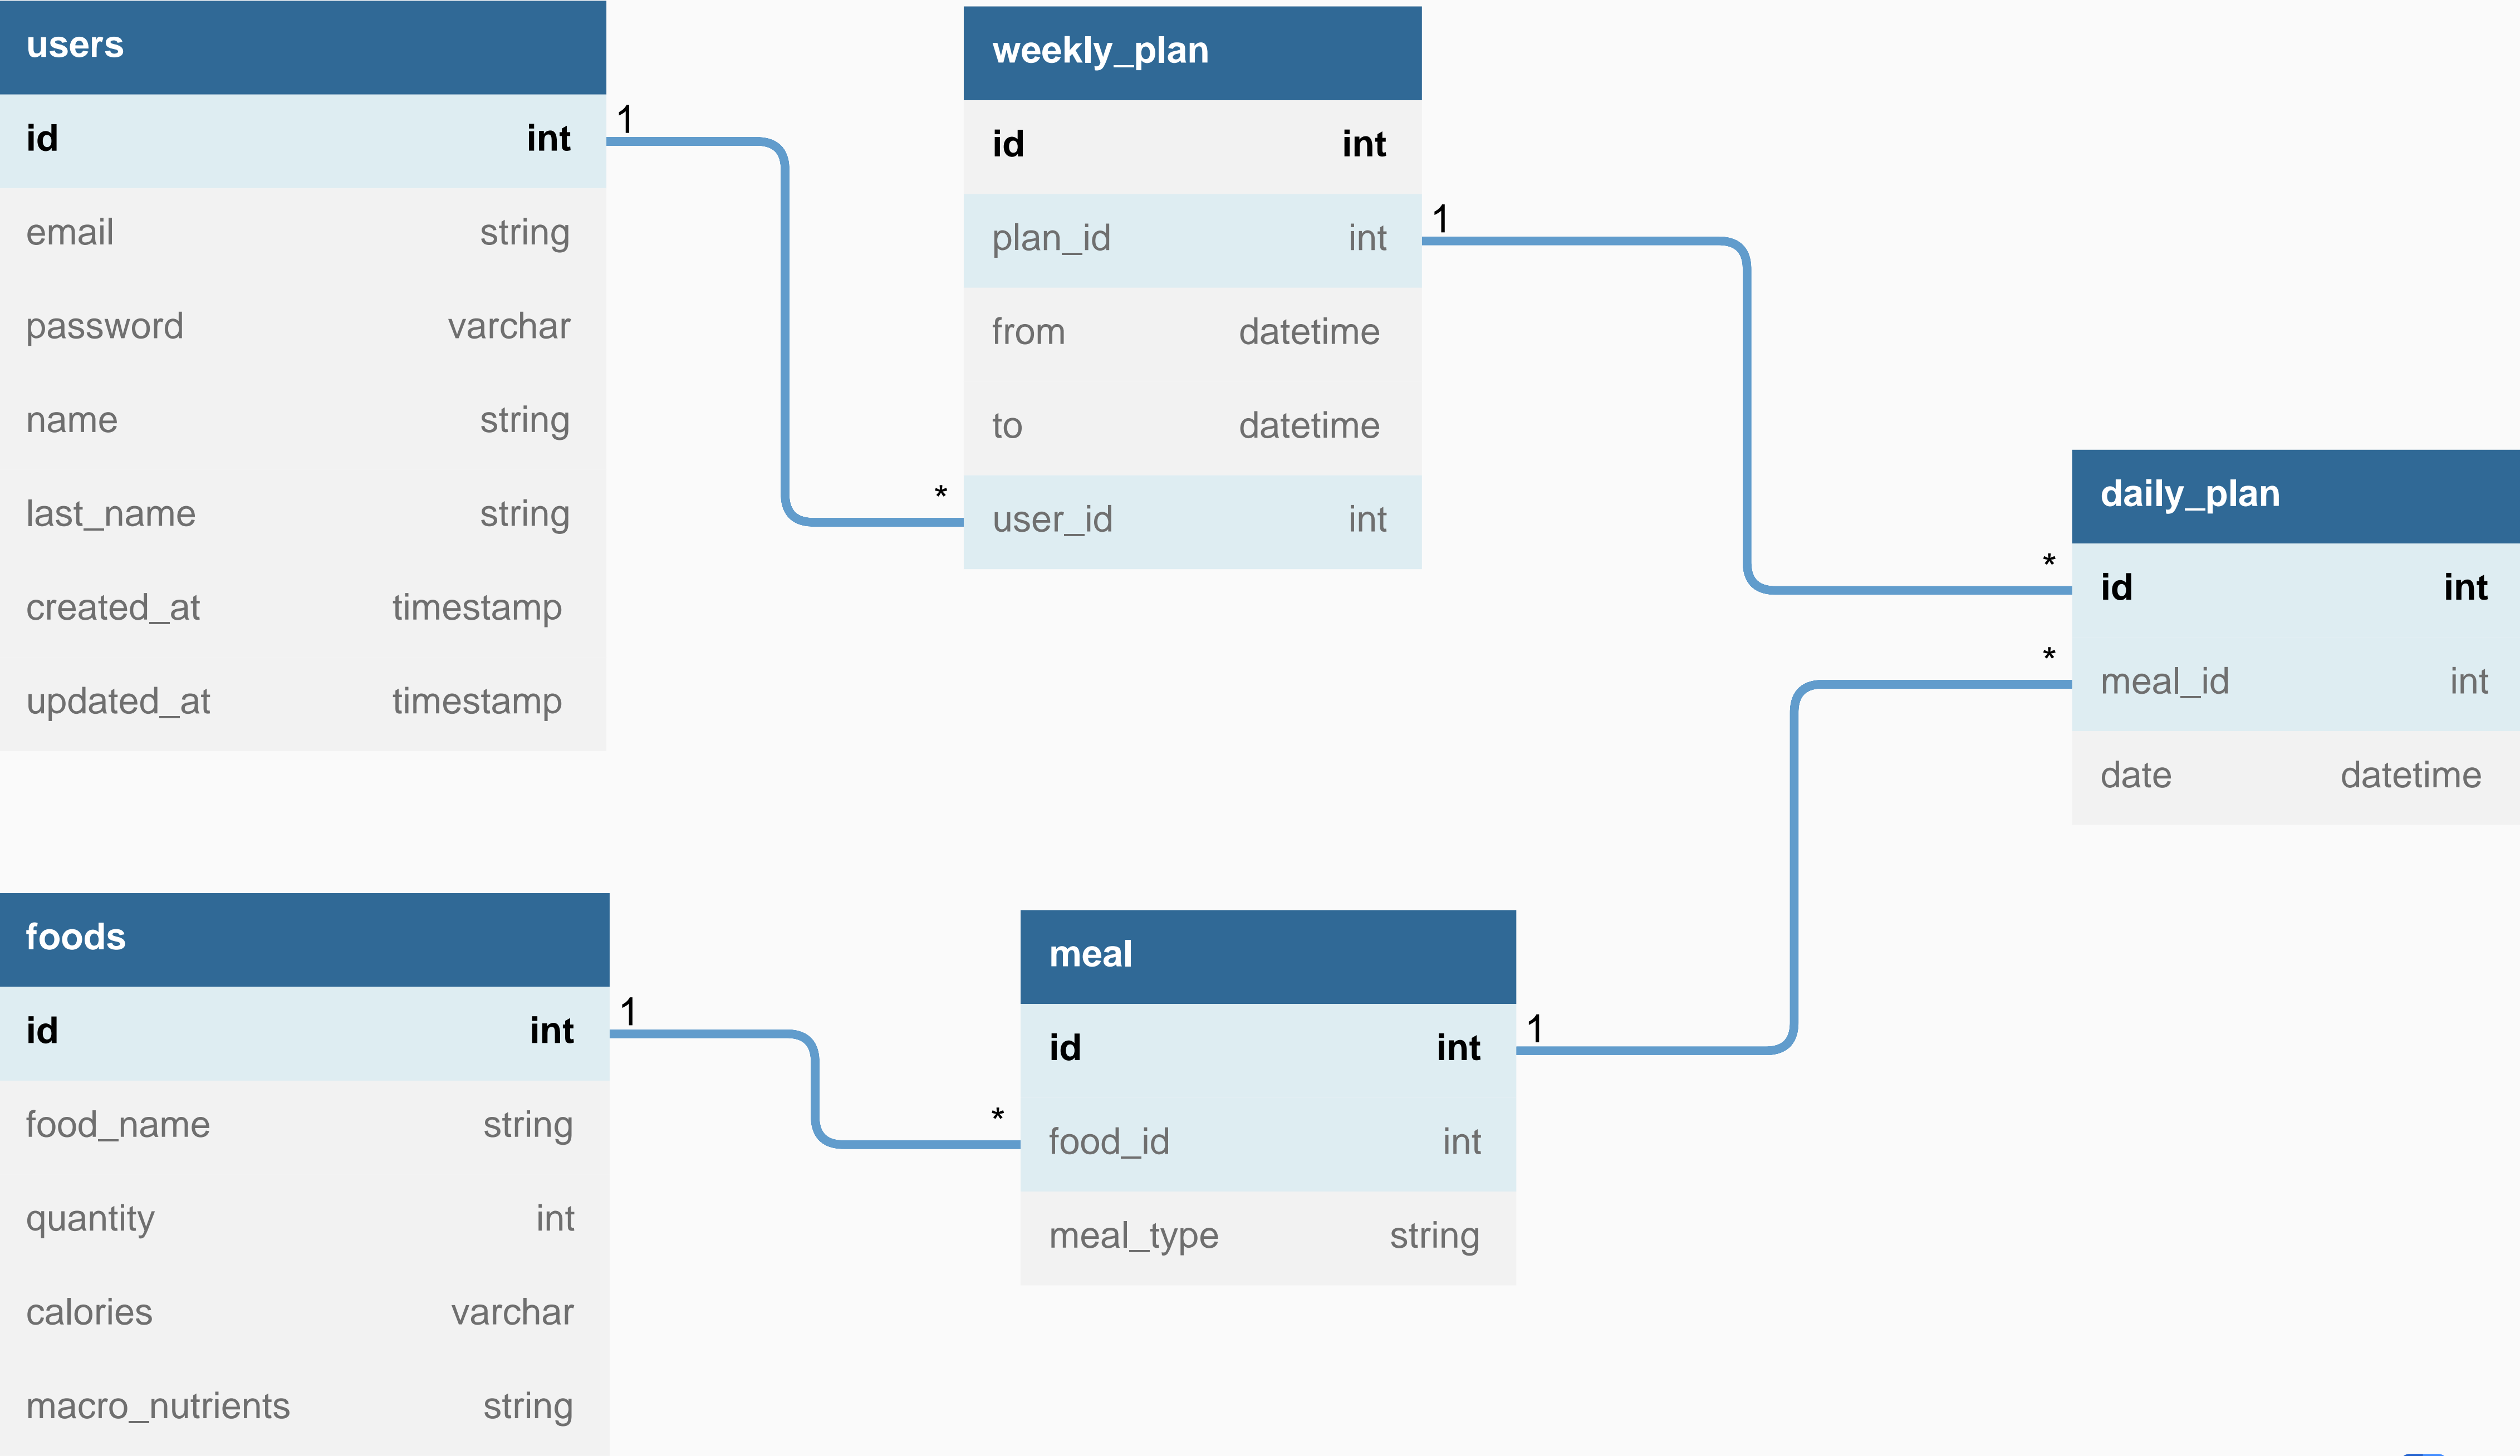 users
id int
email string
password varchar
name string
last_name string
created_at timestamp
updated_at timestamp
1
*
weekly_plan
id int
plan_id int
from datetime
to datetime
user_id int
1
*
daily_plan
id int
meal_id int
date datetime
*
foods
id int
food_name string
quantity int
calories varchar
macro_nutrients string
1
*
meal
id int
food_id int
meal_type string
1